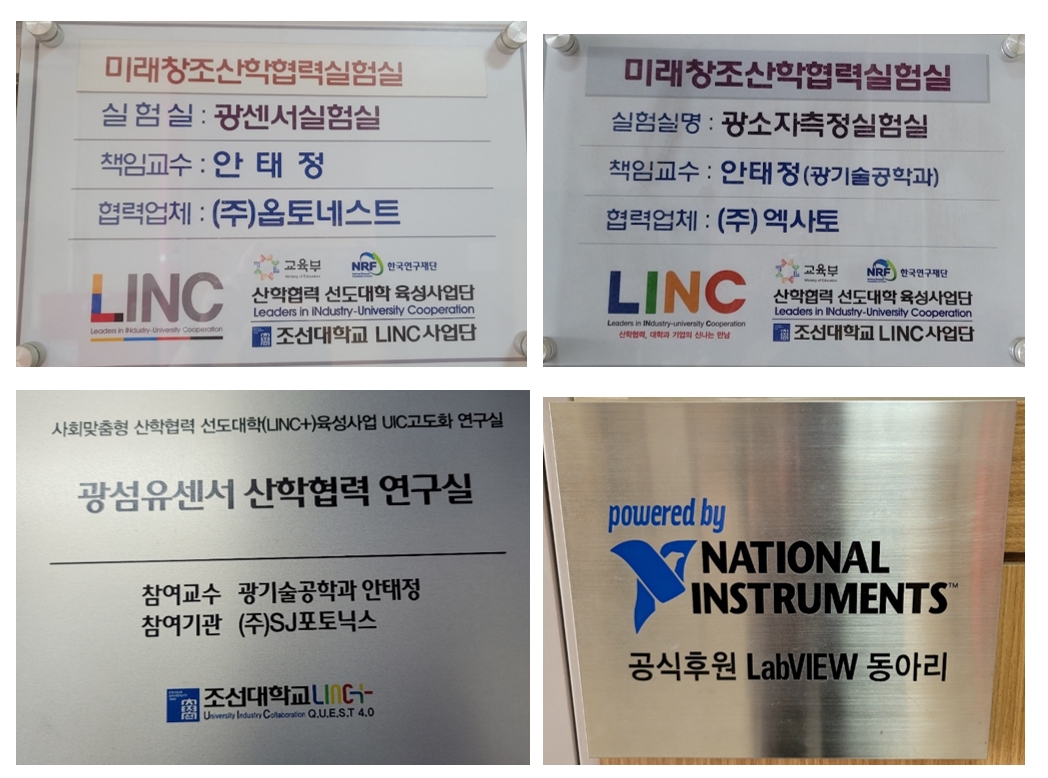 미래창조산학협력실험실
실 험 실 : 광센서실험실
책임교수 : 안 태 정
협력업체 : (주)옵토네스트
LINC
Leaders in INdustry-University Cooperation
교육부
Ministry of Education
NRF 한국연구재단
산학협력 선도대학 육성사업단
Leaders in INdustry-University Cooperation
조선대학교 LINC사업단
미래창조산학협력실험실
실험실명 : 광소자측정실험실
책임교수 : 안태정(광기술공학과)
협력업체 : (주) 엑사토
LINC
Leaders in INdustry-university Cooperation
산학협력, 대학과 기업의 신나는 만남
교육부
Ministry of Education
NRF 한국연구재단
산학협력 선도대학 육성사업단
Leaders in INdustry-University Cooperation
조선대학교 LINC사업단
사회맞춤형 산학협력 선도대학(LINC+)육성사업 UIC고도화 연구실
광섬유센서 산학협력 연구실
참여교수 광기술공학과 안태정
참여기관 (주)SJ포토닉스
조선대학교 LINC+
University Industry Collaboration Q.U.E.S.T 4.0
powered by
NATIONAL
INSTRUMENTS™
공식후원 LabVIEW 동아리